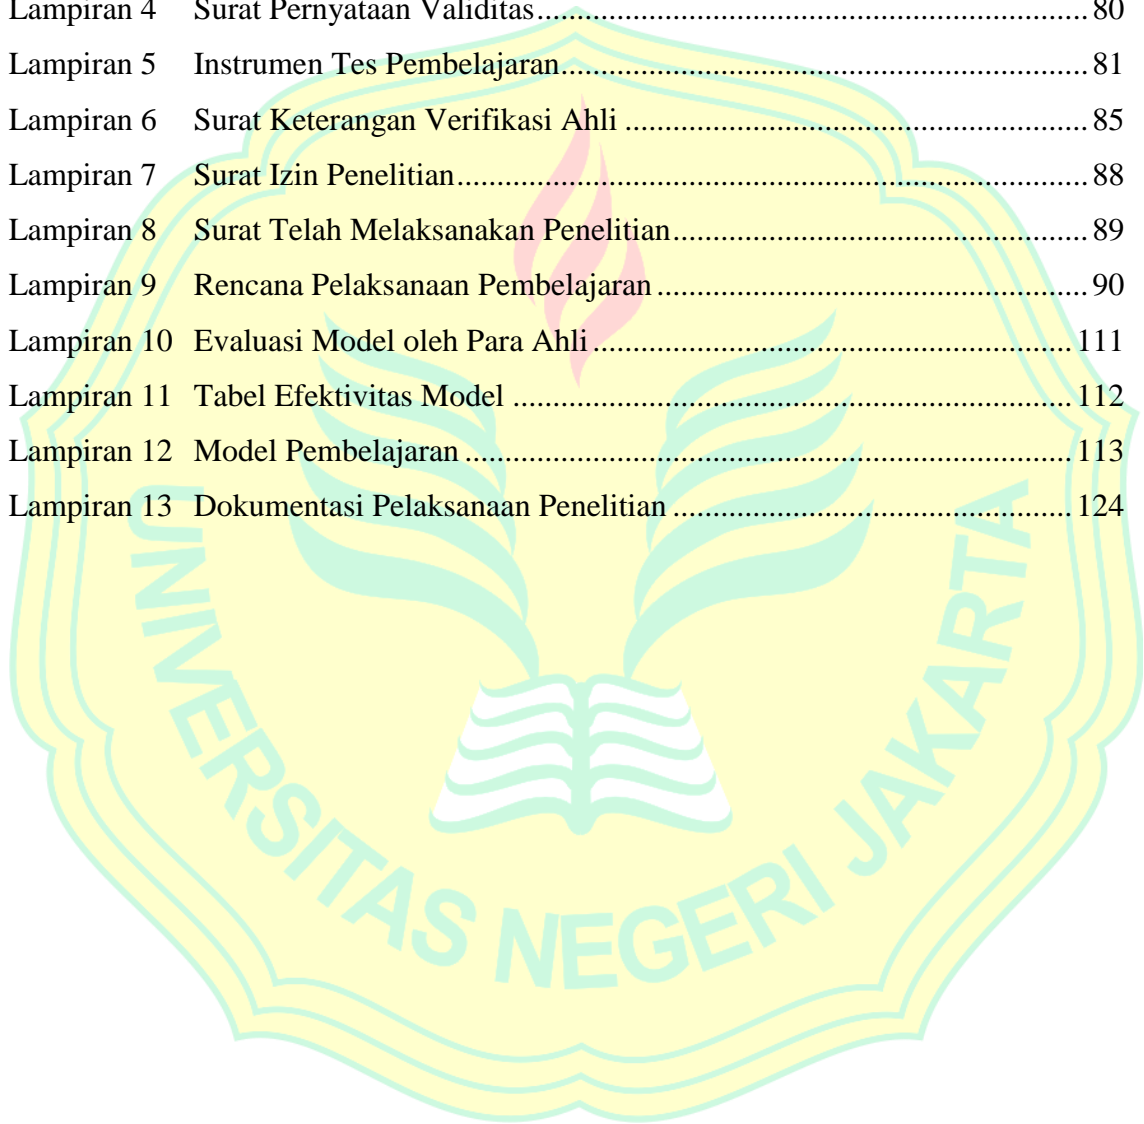 Lampiran 4 Surat Pernyataan Validitas.................................................................... 80
Lampiran 5 Instrumen Tes Pembelajaran................................................................. 81
Lampiran 6 Surat Keterangan Verifikasi Ahli ......................................................... 85
Lampiran 7 Surat Izin Penelitian.............................................................................. 88
Lampiran 8 Surat Telah Melaksanakan Penelitian................................................... 89
Lampiran 9 Rencana Pelaksanaan Pembelajaran ..................................................... 90
Lampiran 10 Evaluasi Model oleh Para Ahli ........................................................... 111
Lampiran 11 Tabel Efektivitas Model ..................................................................... 112
Lampiran 12 Model Pembelajaran ........................................................................... 113
Lampiran 13 Dokumentasi Pelaksanaan Penelitian ................................................. 124
UNIVERSITAS NEGERI JAKARTA